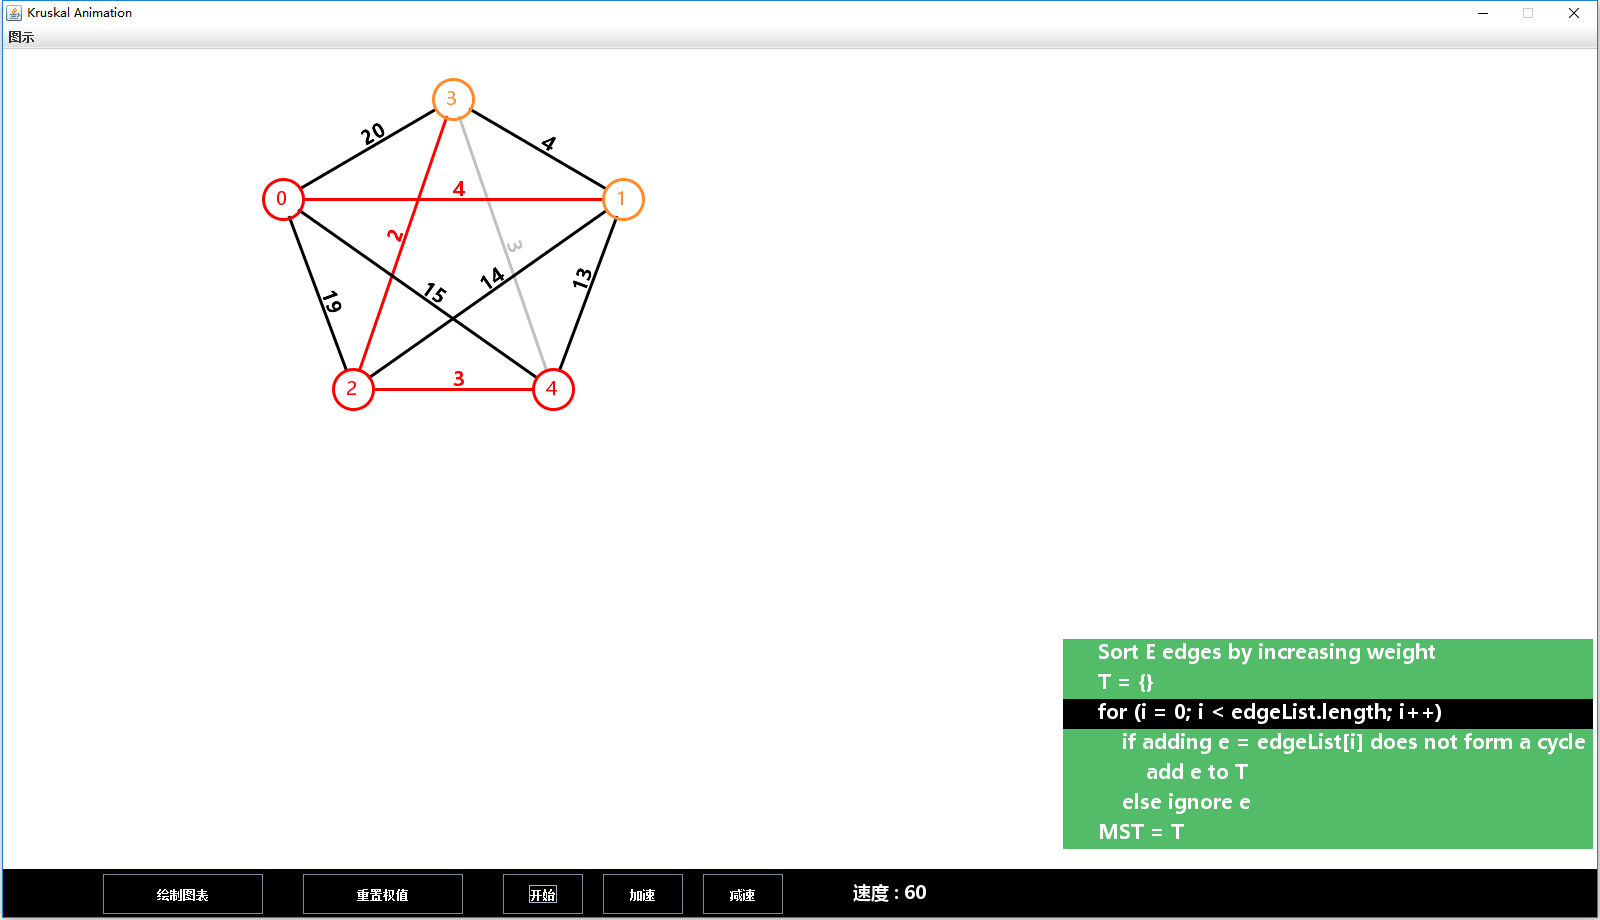 Kruskal Animation
图示
3
20
4
0
4
1
2
3
14
13
15
19
2
3
4
Sort E edges by increasing weight
T = {}
for (i = 0; i < edgeList.length; i++)
if adding e = edgeList[i] does not form a cycle
add e to T
else ignore e
MST = T
绘制图表
重置权值
开始
加速
减速
速度 : 60